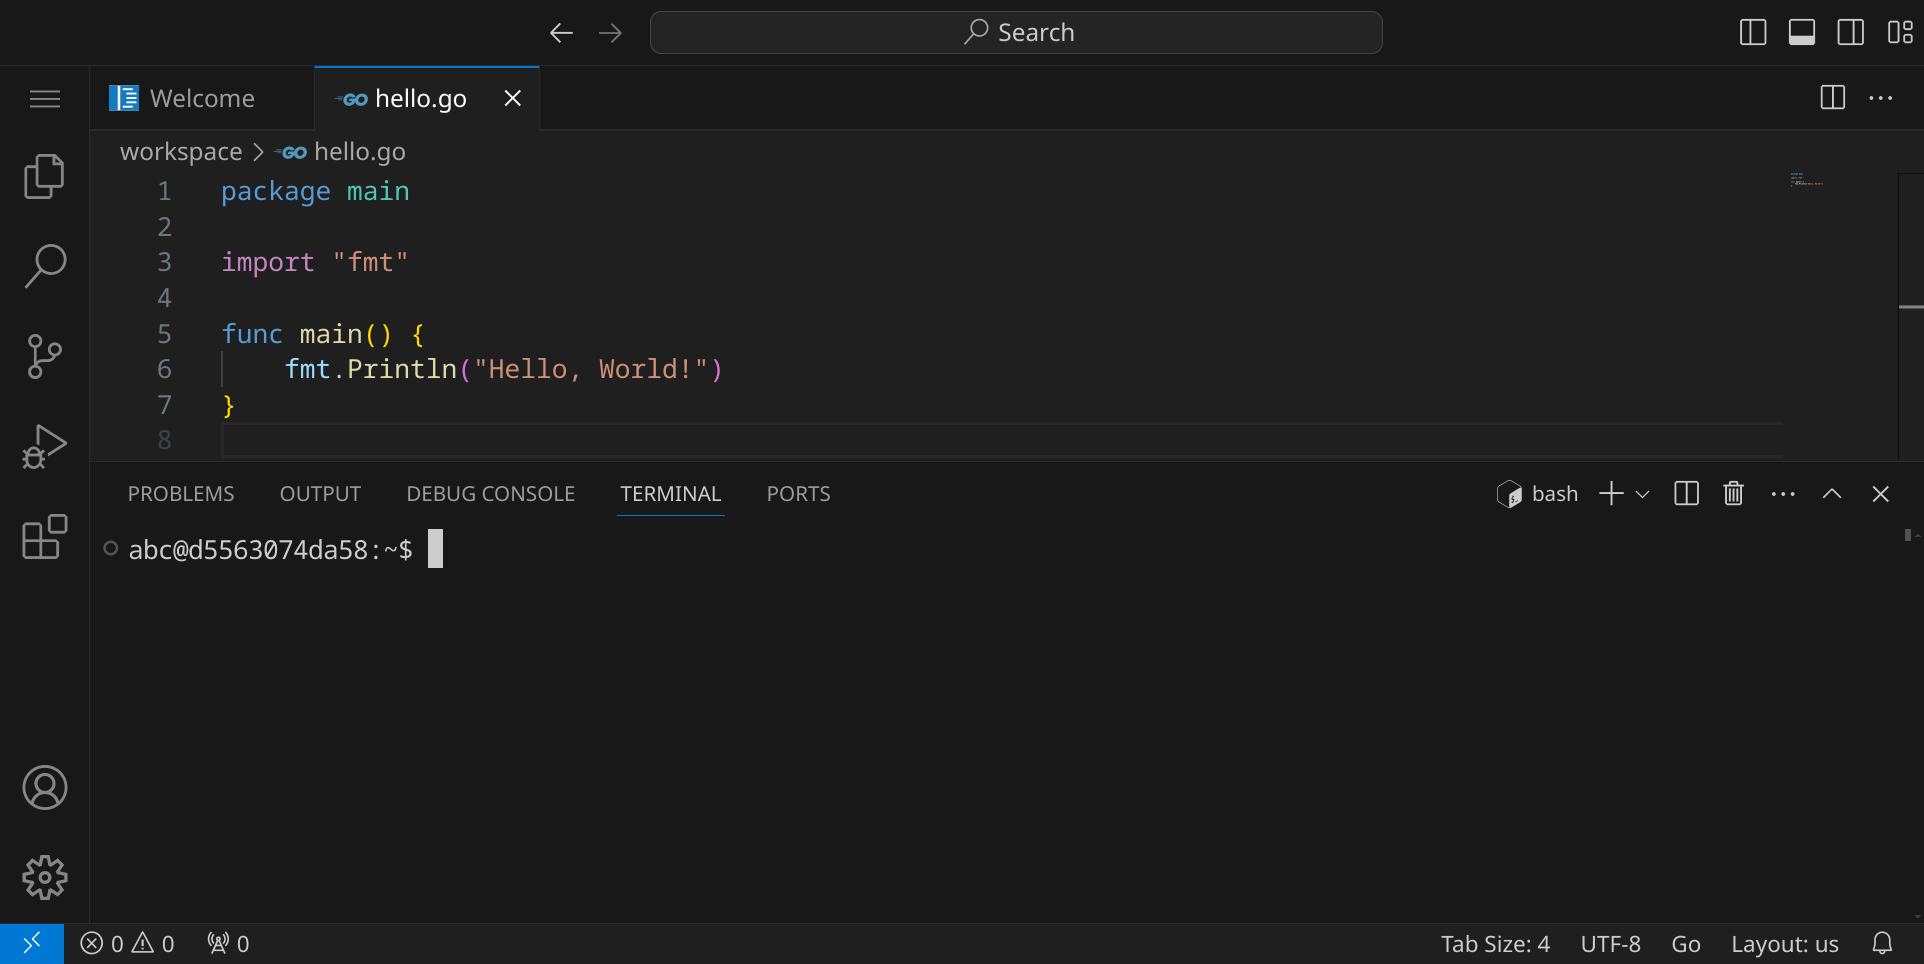 Search
Welcome
GO hello.go
workspace > GO hello.go
1 package main
2
3 import "fmt"
4
5 func main() {
6     fmt.Println("Hello, World!")
7 }
8
PROBLEMS OUTPUT DEBUG CONSOLE TERMINAL PORTS bash
abc@d5563074da58:~$
0 0 0 Tab Size: 4 UTF-8 Go Layout: us